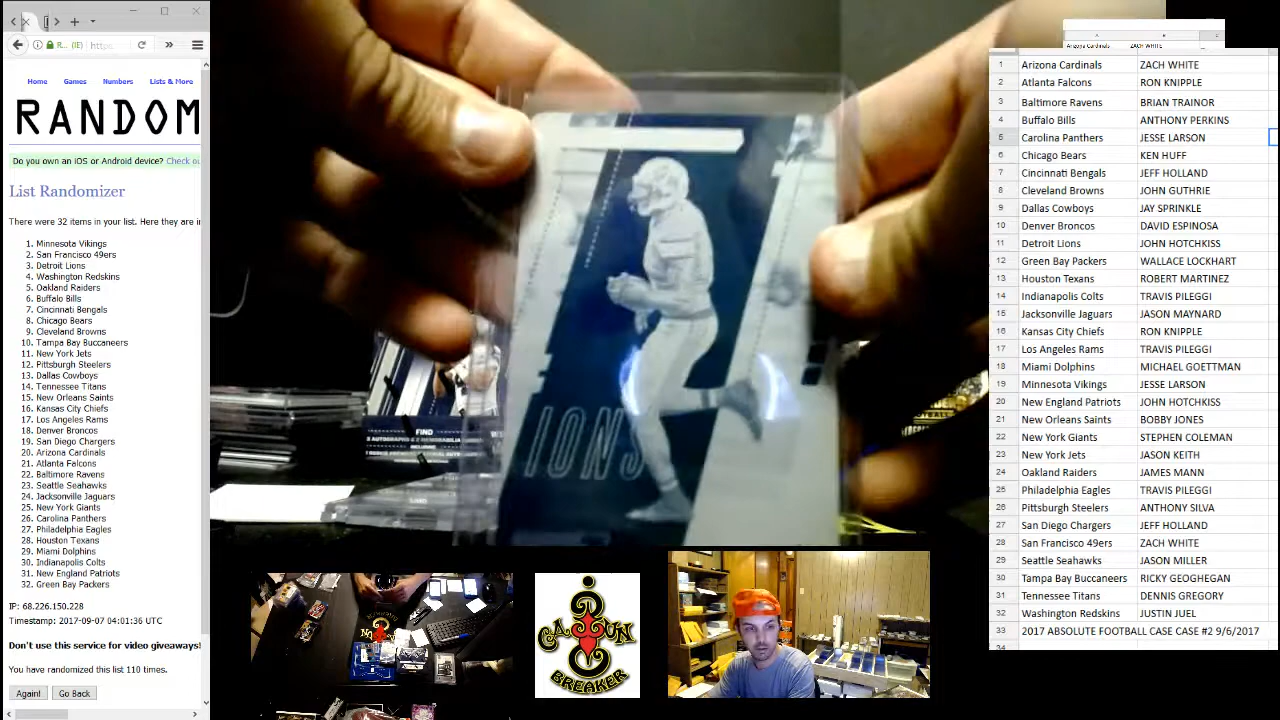 R... (IE) https:
Home Games Numbers Lists & More
RANDOM
Do you own an iOS or Android device? Check ou
List Randomizer
There were 32 items in your list. Here they are i
1. Minnesota Vikings
2. San Francisco 49ers
3. Detroit Lions
4. Washington Redskins
5. Oakland Raiders
6. Buffalo Bills
7. Cincinnati Bengals
8. Chicago Bears
9. Cleveland Browns
10. Tampa Bay Buccaneers
11. New York Jets
12. Pittsburgh Steelers
13. Dallas Cowboys
14. Tennessee Titans
15. New Orleans Saints
16. Kansas City Chiefs
17. Los Angeles Rams
18. Denver Broncos
19. San Diego Chargers
20. Arizona Cardinals
21. Atlanta Falcons
22. Baltimore Ravens
23. Seattle Seahawks
24. Jacksonville Jaguars
25. New York Giants
26. Carolina Panthers
27. Philadelphia Eagles
28. Houston Texans
29. Miami Dolphins
30. Indianapolis Colts
31. New England Patriots
32. Green Bay Packers
IP: 68.226.150.228
Timestamp: 2017-09-07 04:01:36 UTC
Don't use this service for video giveaways!
You have randomized this list 110 times.
Again! Go Back
IONS
FIND
CAJUN
BREAKER
Arizona Cardinals ZACH WHITE
1 Arizona Cardinals ZACH WHITE
2 Atlanta Falcons RON KNIPPLE
3 Baltimore Ravens BRIAN TRAINOR
4 Buffalo Bills ANTHONY PERKINS
5 Carolina Panthers JESSE LARSON
6 Chicago Bears KEN HUFF
7 Cincinnati Bengals JEFF HOLLAND
8 Cleveland Browns JOHN GUTHRIE
9 Dallas Cowboys JAY SPRINKLE
10 Denver Broncos DAVID ESPINOSA
11 Detroit Lions JOHN HOTCHKISS
12 Green Bay Packers WALLACE LOCKHART
13 Houston Texans ROBERT MARTINEZ
14 Indianapolis Colts TRAVIS PILEGGI
15 Jacksonville Jaguars JASON MAYNARD
16 Kansas City Chiefs RON KNIPPLE
17 Los Angeles Rams TRAVIS PILEGGI
18 Miami Dolphins MICHAEL GOETTMAN
19 Minnesota Vikings JESSE LARSON
20 New England Patriots JOHN HOTCHKISS
21 New Orleans Saints BOBBY JONES
22 New York Giants STEPHEN COLEMAN
23 New York Jets JASON KEITH
24 Oakland Raiders JAMES MANN
25 Philadelphia Eagles TRAVIS PILEGGI
26 Pittsburgh Steelers ANTHONY SILVA
27 San Diego Chargers JEFF HOLLAND
28 San Francisco 49ers ZACH WHITE
29 Seattle Seahawks JASON MILLER
30 Tampa Bay Buccaneers RICKY GEOGHEGAN
31 Tennessee Titans DENNIS GREGORY
32 Washington Redskins JUSTIN JUEL
33 2017 ABSOLUTE FOOTBALL CASE CASE #2 9/6/2017
34